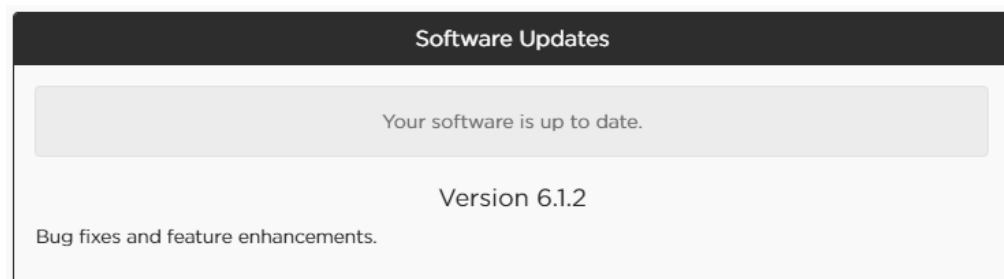 Software Updates
Your software is up to date.
Version 6.1.2
Bug fixes and feature enhancements.